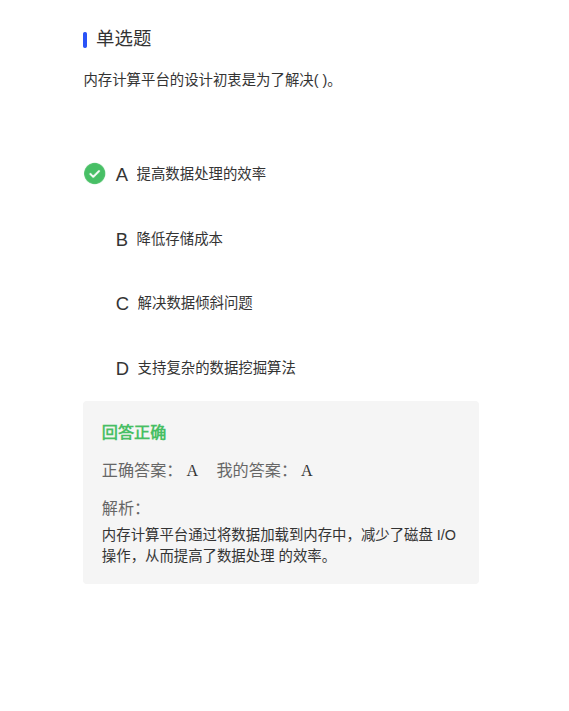 单选题
内存计算平台的设计初衷是为了解决( )。
A 提高数据处理的效率
B 降低存储成本
C 解决数据倾斜问题
D 支持复杂的数据挖掘算法
回答正确
正确答案： A 我的答案： A
解析：
内存计算平台通过将数据加载到内存中，减少了磁盘 I/O
操作，从而提高了数据处理 的效率。